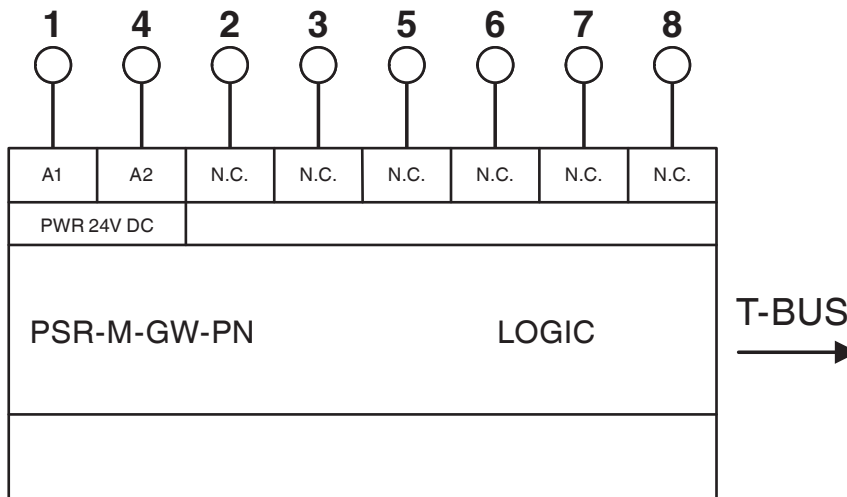 1 4 2 3 5 6 7 8
A1 A2 N.C. N.C. N.C. N.C. N.C. N.C.
PWR 24V DC
PSR-M-GW-PN LOGIC
T-BUS